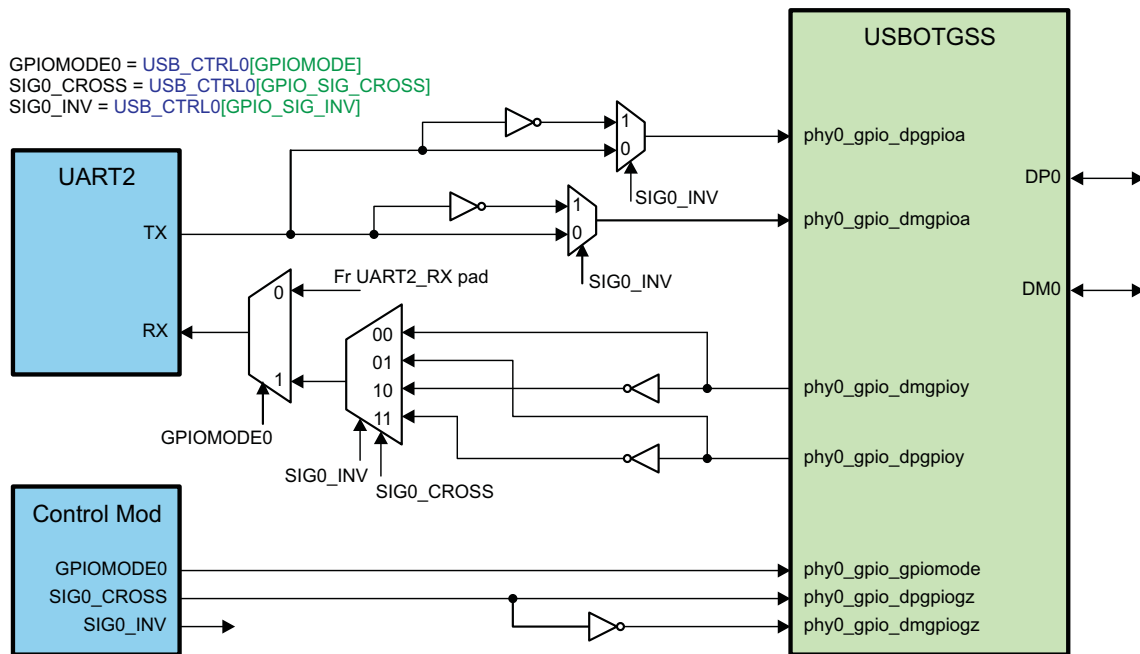 USBOTGSS
GPIOMODE0 = USB_CTRL0[GPIOMODE]
SIG0_CROSS = USB_CTRL0[GPIO_SIG_CROSS]
SIG0_INV = USB_CTRL0[GPIO_SIG_INV]
1
0
phy0_gpio_dpgpioa
UART2
DP0
SIG0_INV
1
0
phy0_gpio_dmgpioa
TX
SIG0_INV
Fr UART2_RX pad
0
DM0
RX
00
01
1
10
phy0_gpio_dmgpioy
11
GPIOMODE0
phy0_gpio_dpgpioy
SIG0_INV
SIG0_CROSS
Control Mod
GPIOMODE0
phy0_gpio_gpiomode
SIG0_CROSS
phy0_gpio_dpgpiogz
SIG0_INV
phy0_gpio_dmgpiogz